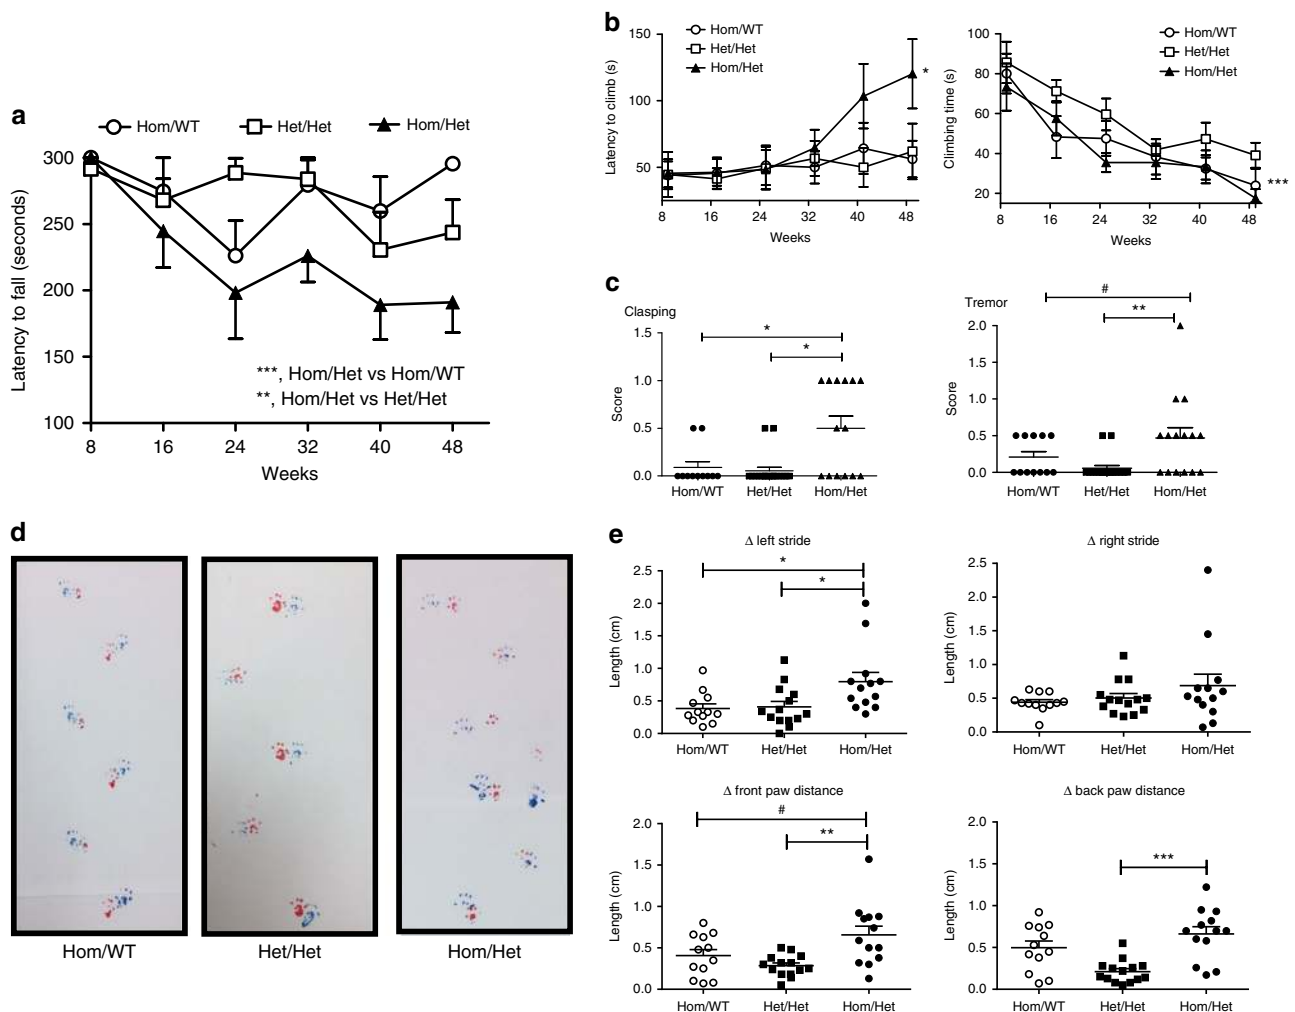 a
Hom/WT
Het/Het
Hom/Het
Latency to fall (seconds)
300
250
200
150
100
***, Hom/Het vs Hom/WT
**, Hom/Het vs Het/Het
8 16 24 32 40 48
Weeks
b
Hom/WT
Het/Het
Hom/Het
Latency to climb (s)
150
100
50
*
8 16 24 32 40 48
Weeks
Hom/WT
Het/Het
Hom/Het
Climbing time (s)
100
80
60
40
20
***
8 16 24 32 40 48
Weeks
c
Clasping
*
*
Score
1.5
1.0
0.5
0.0
Hom/WT Het/Het Hom/Het
Tremor
#
**
Score
2.0
1.5
1.0
0.5
0.0
Hom/WT Het/Het Hom/Het
d
Hom/WT Het/Het Hom/Het
e
Δ left stride
*
*
Length (cm)
2.5
2.0
1.5
1.0
0.5
0.0
Hom/WT Het/Het Hom/Het
Δ right stride
Length (cm)
2.5
2.0
1.5
1.0
0.5
0.0
Hom/WT Het/Het Hom/Het
Δ front paw distance
#
**
Length (cm)
2.0
1.5
1.0
0.5
0.0
Hom/WT Het/Het Hom/Het
Δ back paw distance
***
Length (cm)
2.0
1.5
1.0
0.5
0.0
Hom/WT Het/Het Hom/Het